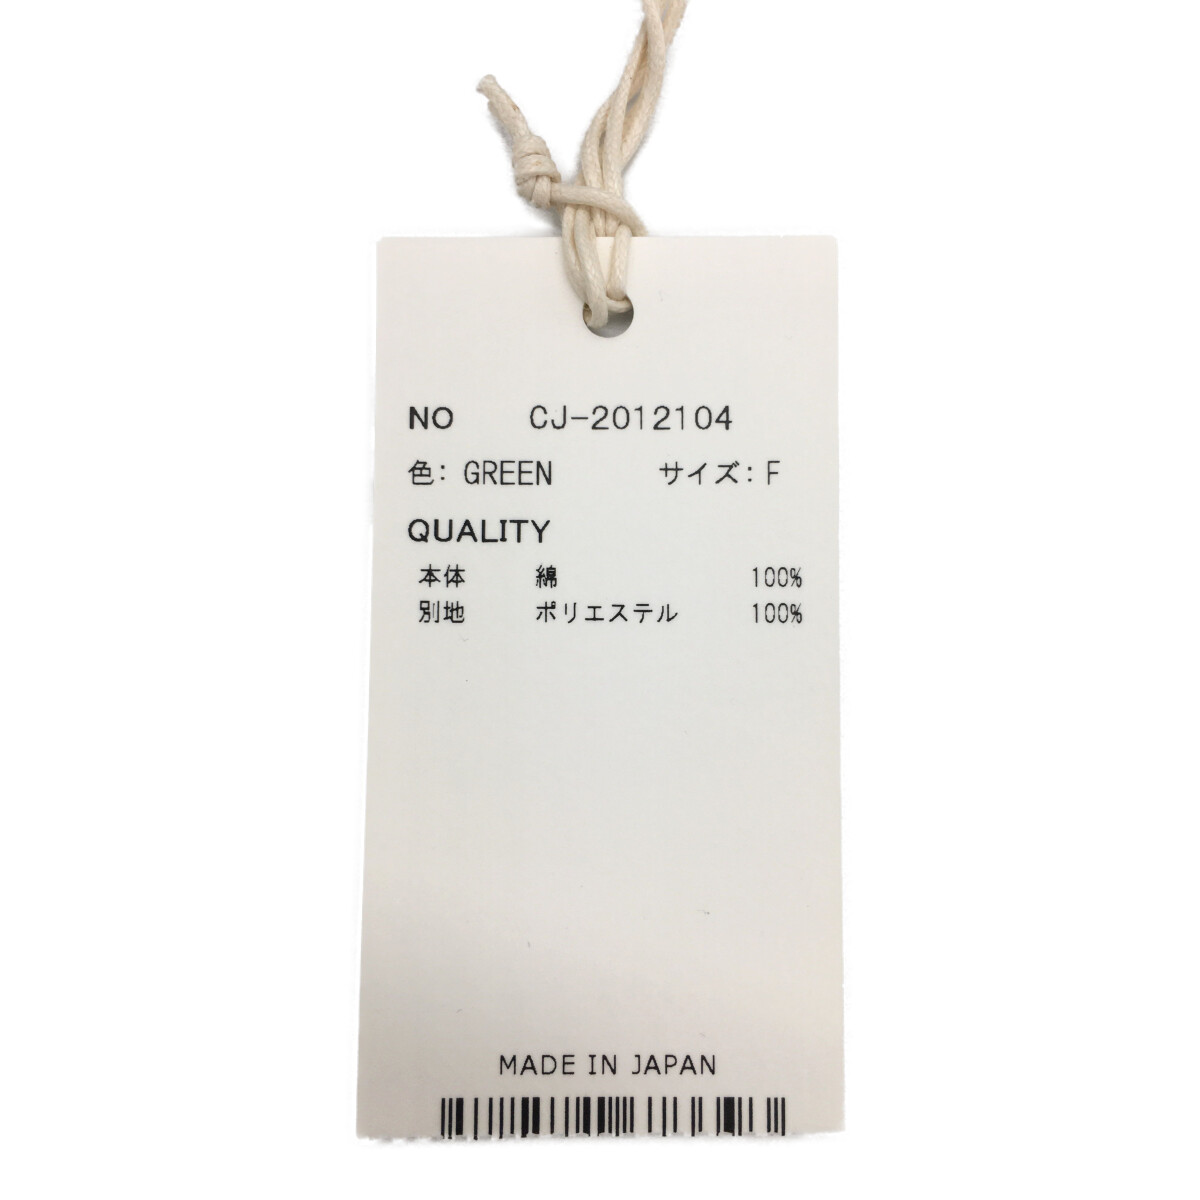 NO CJ-2012104
色: GREEN サイズ: F
QUALITY
本体 綿 100%
別地 ポリエステル 100%
MADE IN JAPAN